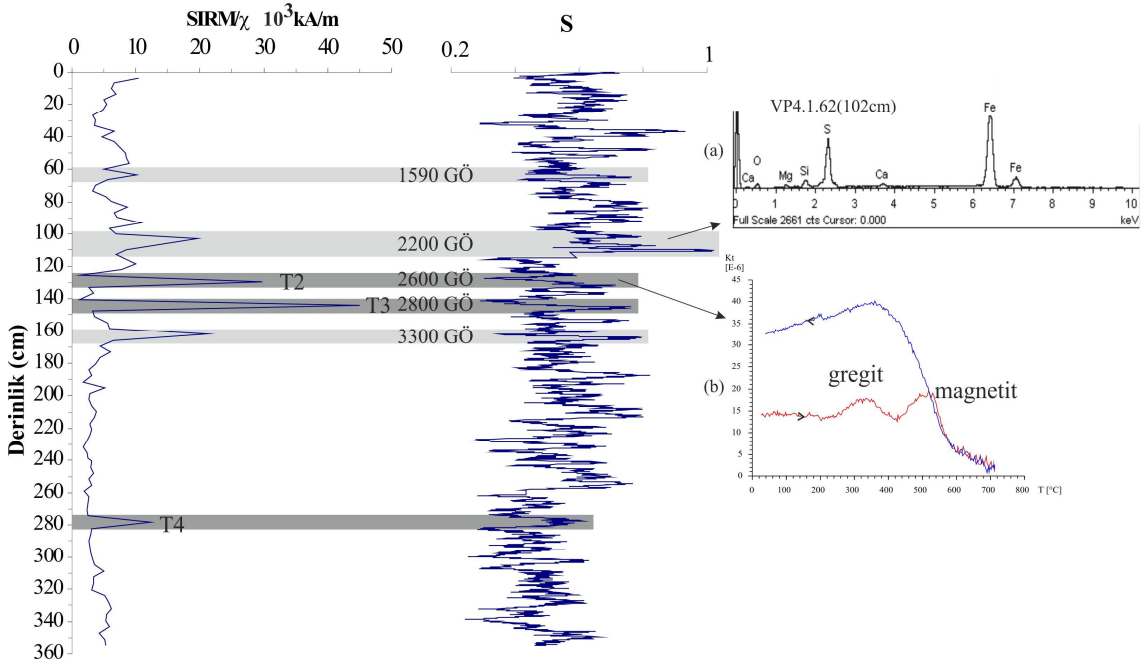 SIRM/χ 10³kA/m
0 10 20 30 40 50
S
0.2 1
Derinlik (cm)
0
20
40
60
80
100
120
140
160
180
200
220
240
260
280
300
320
340
360
1590 GÖ
2200 GÖ
T2 2600 GÖ
T3 2800 GÖ
3300 GÖ
T4
(a)
VP4.1.62(102cm)
Fe
S
O
Ca Mg Si Ca Fe
0 1 2 3 4 5 6 7 8 9 10
Full Scale 2661 cts Cursor: 0.000 keV
(b)
Kt
[E-6]
45
40
35
30
25
20
15
10
5
0
gregit
magnetit
0 100 200 300 400 500 600 700 800
T [°C]